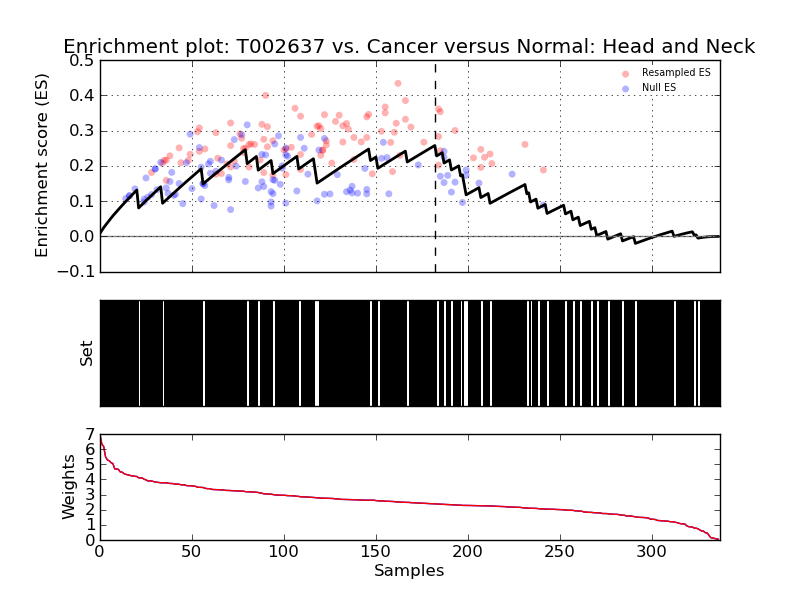 Enrichment plot: T002637 vs. Cancer versus Normal: Head and Neck
0.5
0.4
0.3
0.2
0.1
0.0
−0.1
Enrichment score (ES)
Resampled ES
Null ES
Set
7
6
5
4
3
2
1
0
Weights
0 50 100 150 200 250 300
Samples